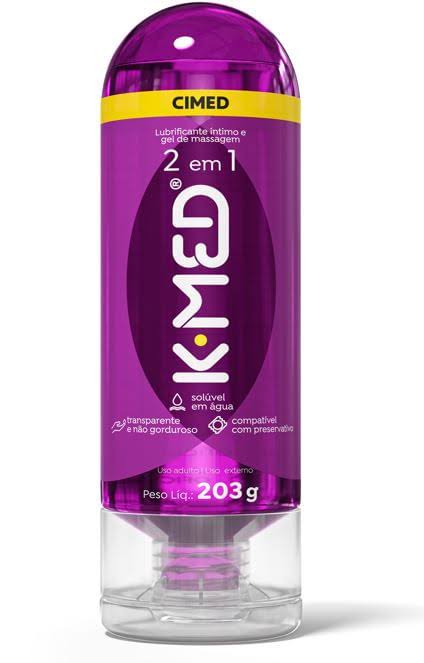 CIMED
Lubrificante íntimo e
gel de massagem
2 em 1
K·MED®
solúvel
em água
transparente
e não gorduroso
compatível
com preservativo
Uso adulto | Uso externo
Peso Líq.: 203g